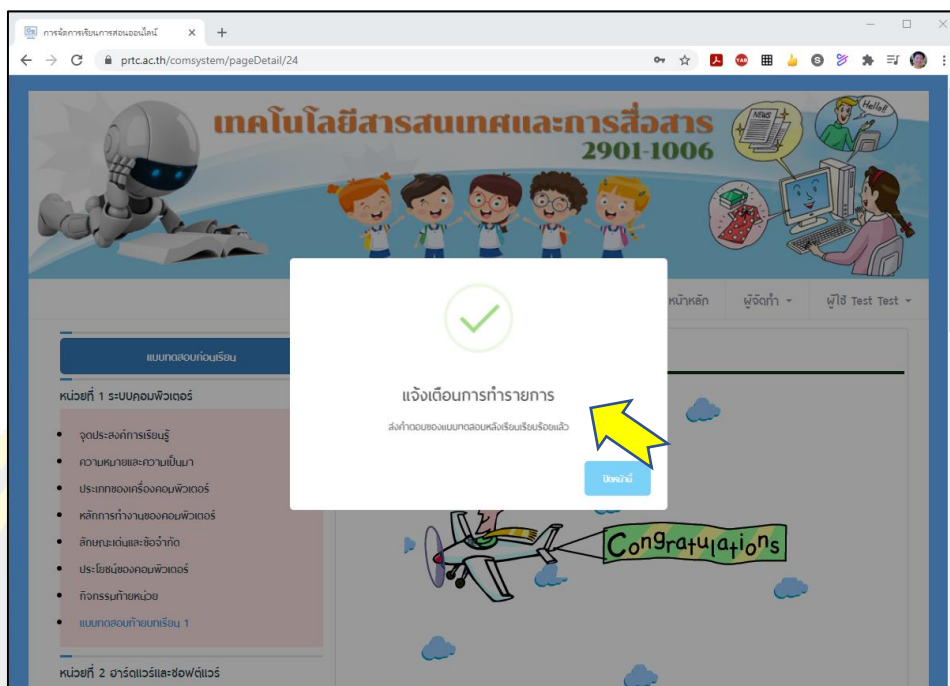 การจัดการเรียนการสอนออนไลน์
prtc.ac.th/comsystem/pageDetail/24
เทคโนโลยีสารสนเทศและการสื่อสาร
2901-1006
NEWS
Hello!
หน้าหลัก
ผู้จัดทำ
ผู้ใช้ Test Test
แบบทดสอบก่อนเรียน
หน่วยที่ 1 ระบบคอมพิวเตอร์
จุดประสงค์การเรียนรู้
ความหมายและความเป็นมา
ประเภทของเครื่องคอมพิวเตอร์
หลักการทำงานของคอมพิวเตอร์
ลักษณะเด่นและข้อจำกัด
ประโยชน์ของคอมพิวเตอร์
กิจกรรมท้ายหน่วย
แบบทดสอบท้ายบทเรียน 1
หน่วยที่ 2 ฮาร์ดแวร์และซอฟต์แวร์
แจ้งเตือนการทำรายการ
ส่งคำตอบของแบบทดสอบหลังเรียนเรียบร้อยแล้ว
ปิดหน้านี้
Congratulations